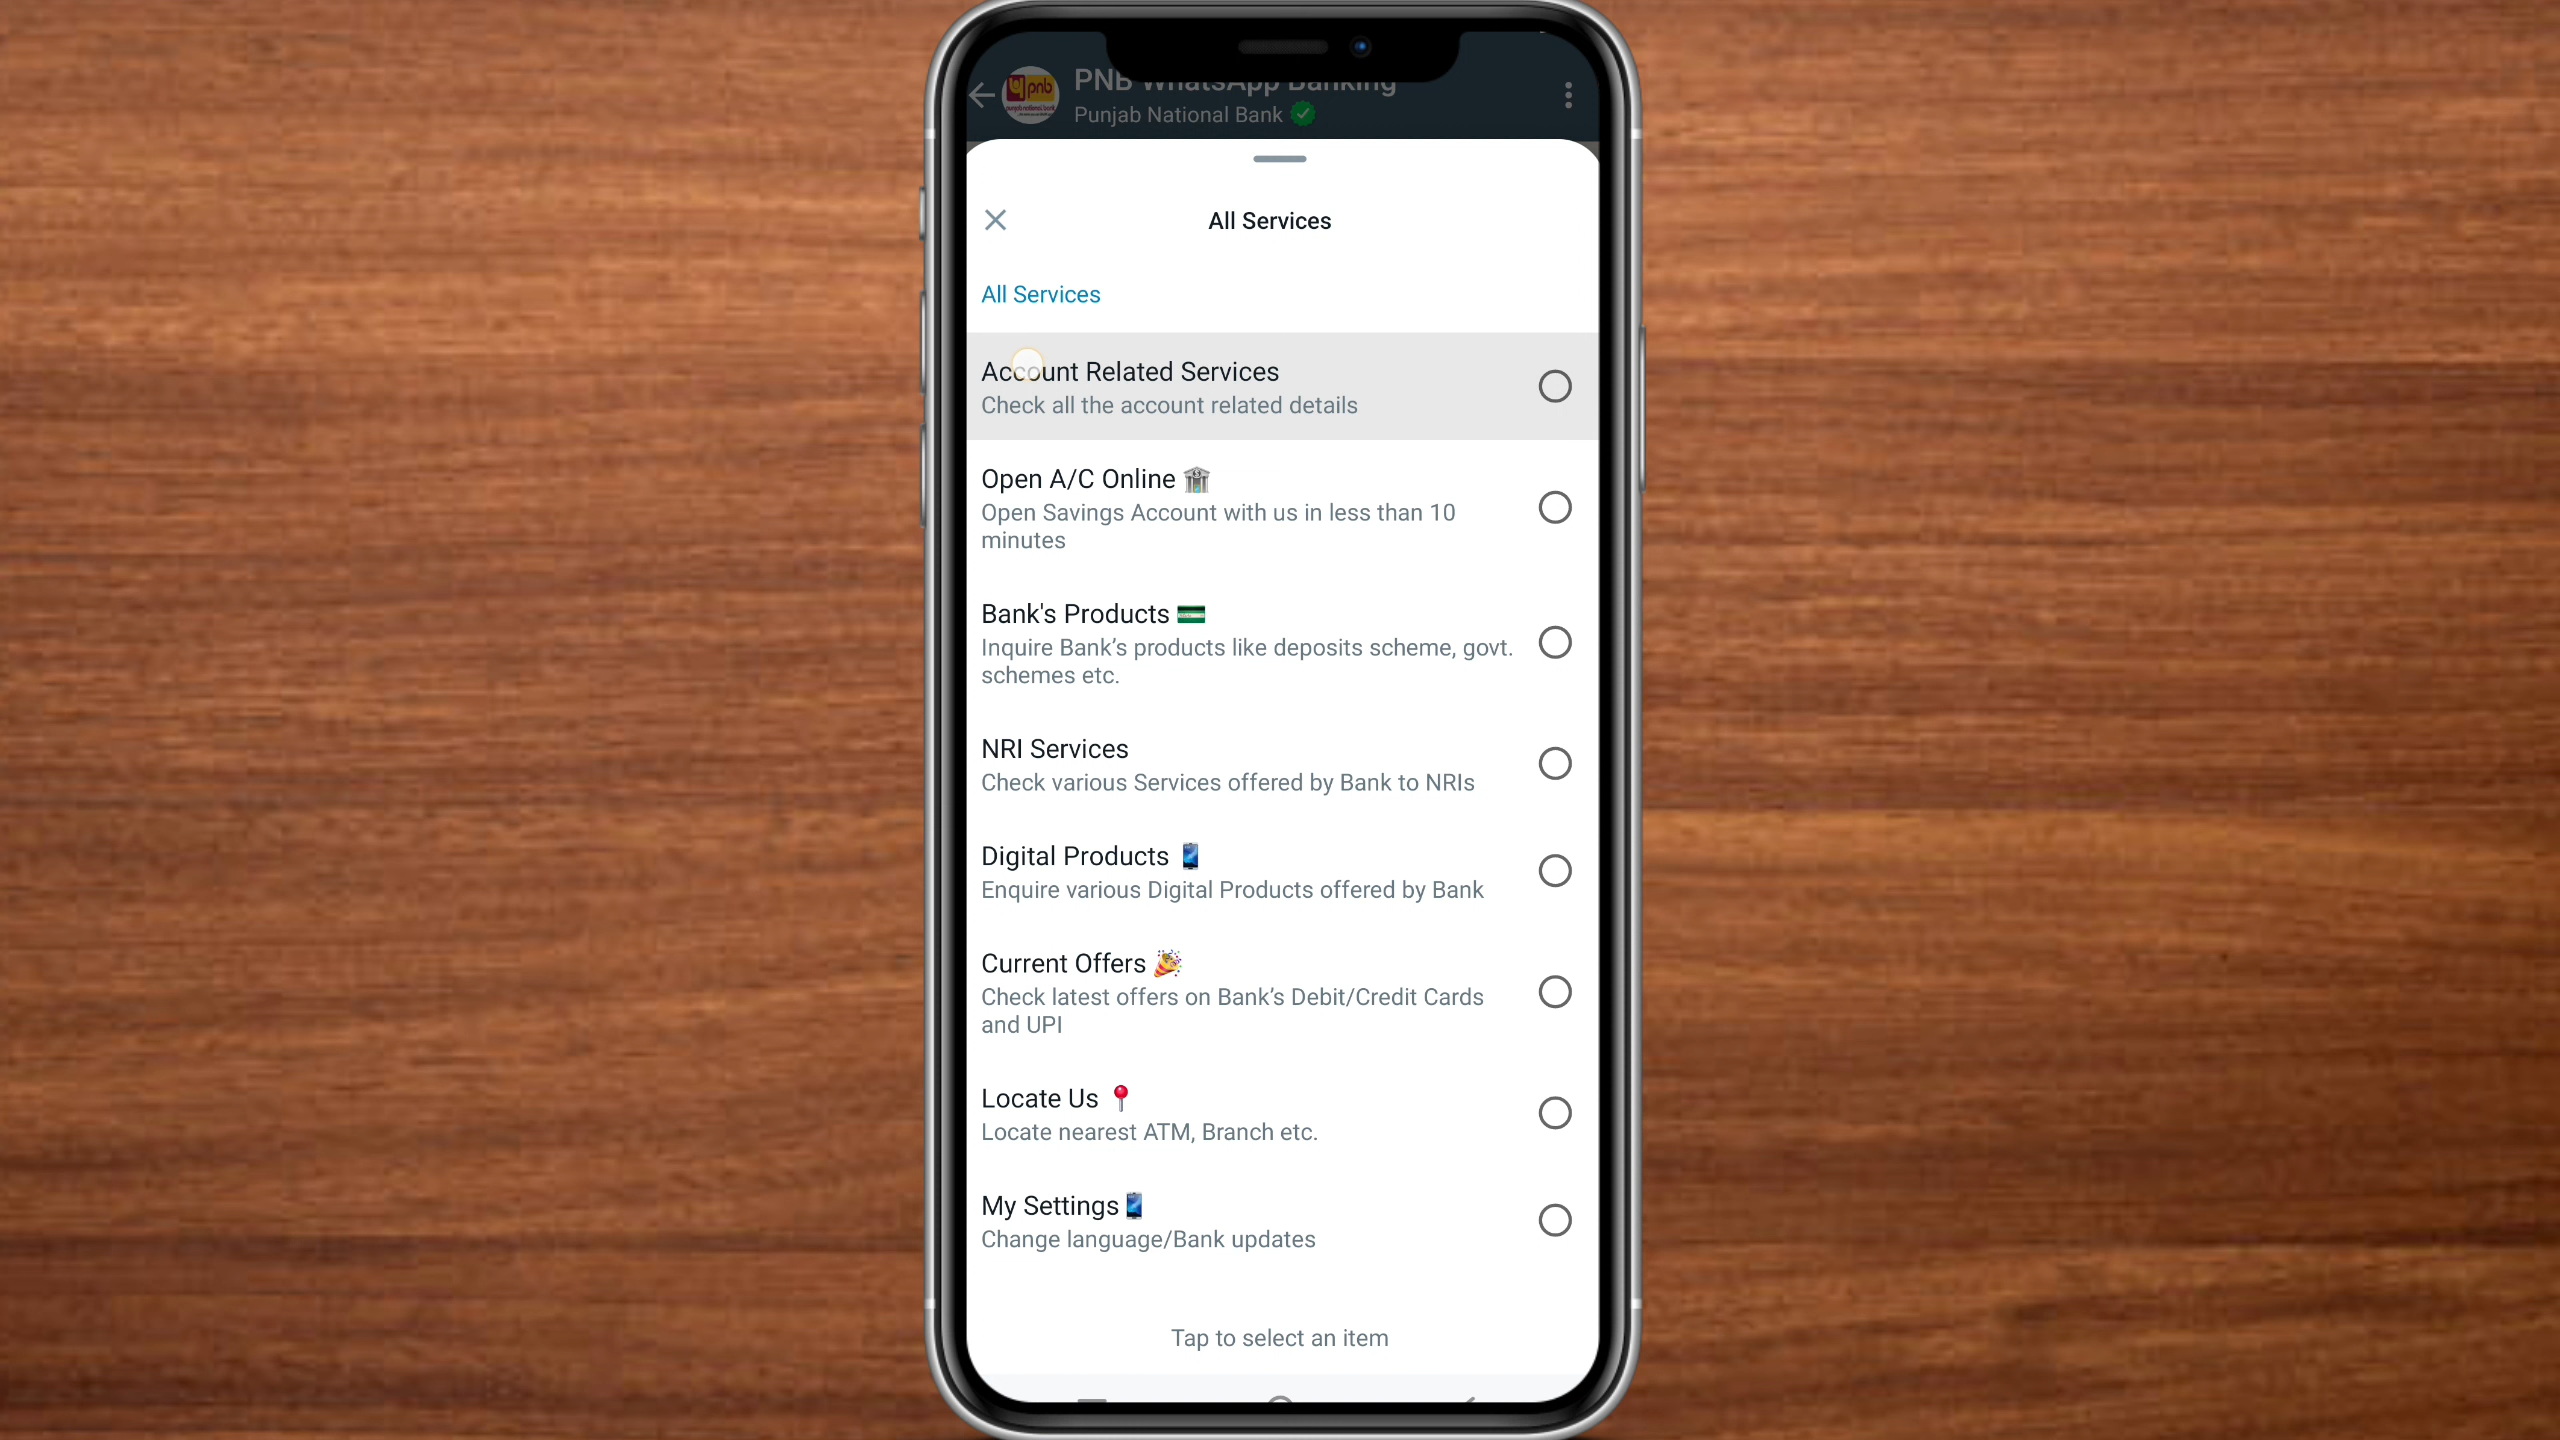 PNB WhatsApp Banking
Punjab National Bank
pnb
All Services
All Services
Account Related Services
Check all the account related details
Open A/C Online
Open Savings Account with us in less than 10
minutes
Bank's Products
Inquire Bank’s products like deposits scheme, govt.
schemes etc.
NRI Services
Check various Services offered by Bank to NRIs
Digital Products
Enquire various Digital Products offered by Bank
Current Offers
Check latest offers on Bank’s Debit/Credit Cards
and UPI
Locate Us
Locate nearest ATM, Branch etc.
My Settings
Change language/Bank updates
Tap to select an item